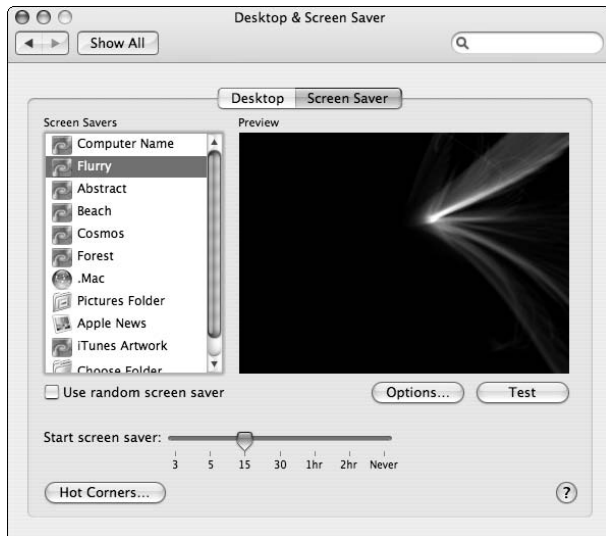 Desktop & Screen Saver
Show All
Desktop
Screen Saver
Screen Savers
Preview
Computer Name
Flurry
Abstract
Beach
Cosmos
Forest
.Mac
Pictures Folder
Apple News
iTunes Artwork
Choose Folder
Use random screen saver
Options...
Test
Start screen saver:
3 5 15 30 1hr 2hr Never
Hot Corners...
?